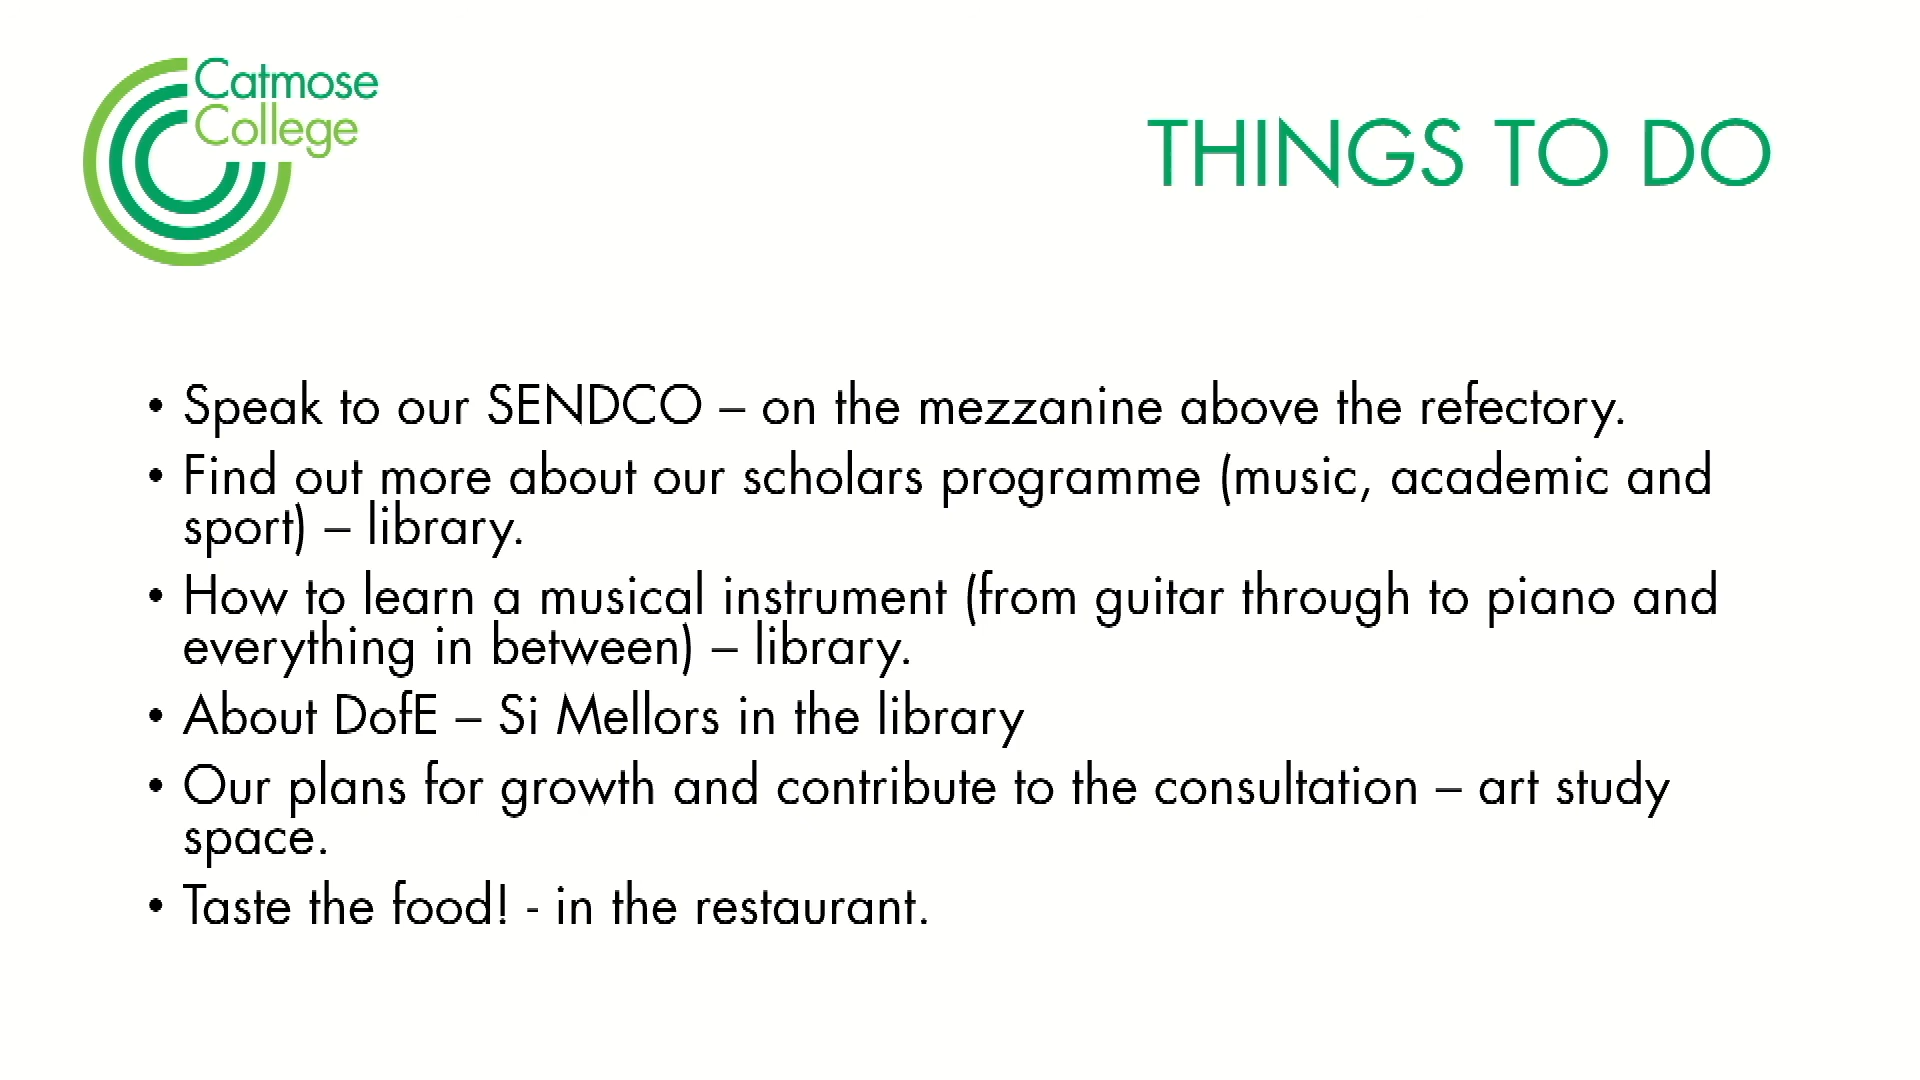 Catmose
College
THINGS TO DO
• Speak to our SENDCO – on the mezzanine above the refectory.
• Find out more about our scholars programme (music, academic and
sport) – library.
• How to learn a musical instrument (from guitar through to piano and
everything in between) – library.
• About DofE – Si Mellors in the library
• Our plans for growth and contribute to the consultation – art study
space.
• Taste the food! - in the restaurant.